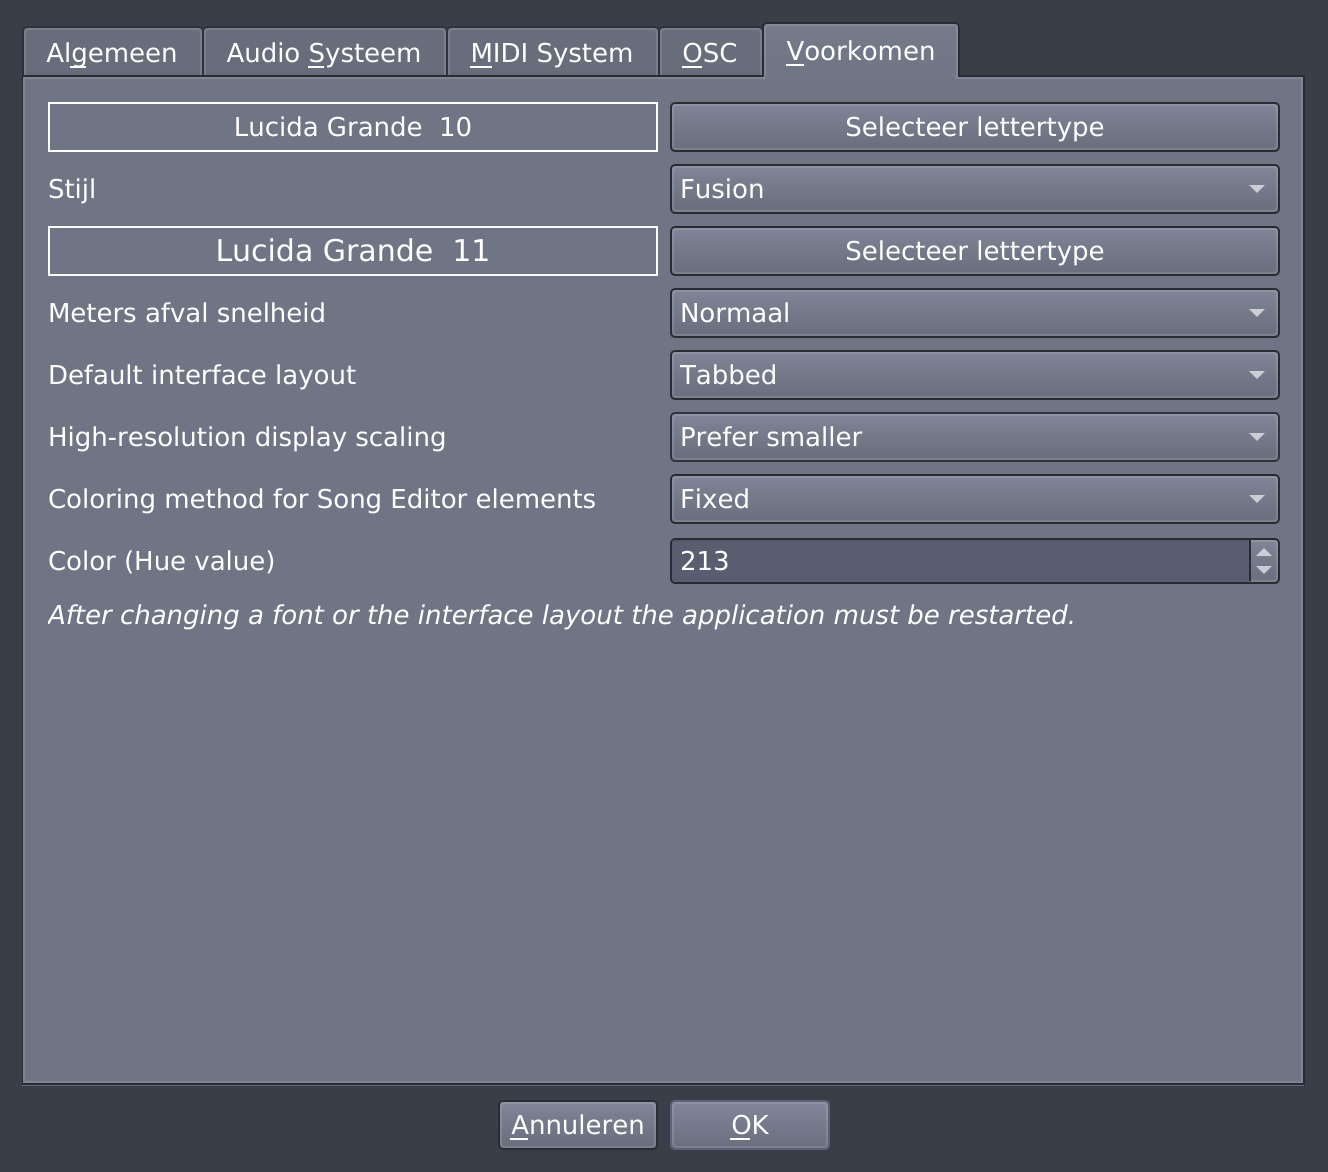 Algemeen Audio Systeem MIDI System OSC Voorkomen
Lucida Grande  10 Selecteer lettertype
Stijl Fusion
Lucida Grande  11 Selecteer lettertype
Meters afval snelheid Normaal
Default interface layout Tabbed
High-resolution display scaling Prefer smaller
Coloring method for Song Editor elements Fixed
Color (Hue value) 213
After changing a font or the interface layout the application must be restarted.
Annuleren OK